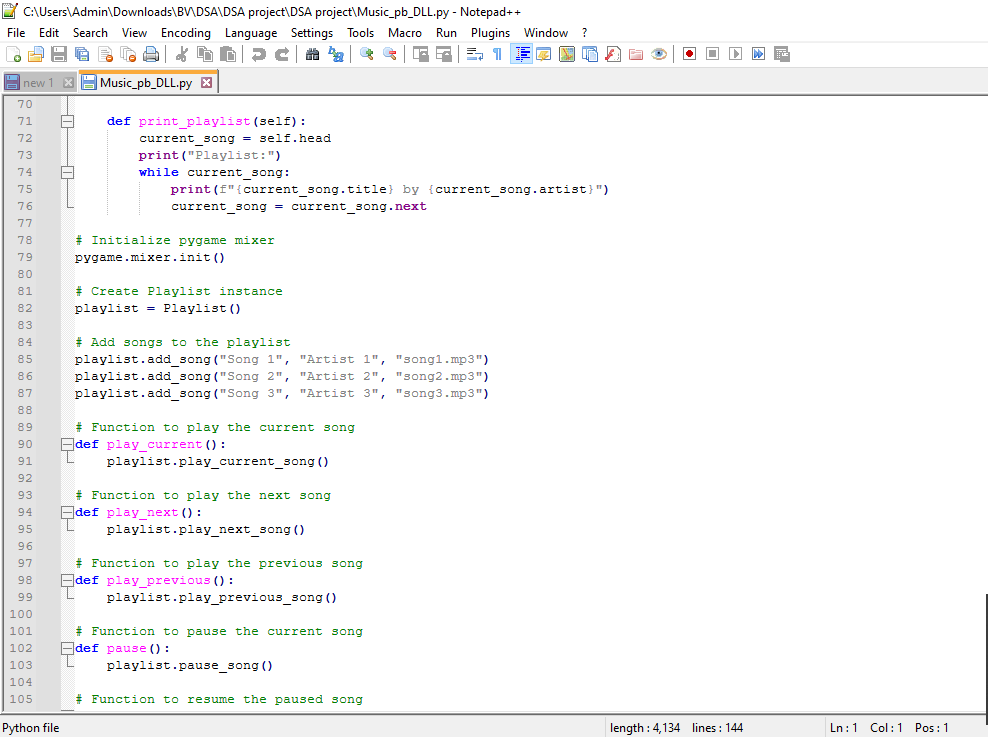 C:\Users\Admin\Downloads\BV\DSA\DSA project\DSA project\Music_pb_DLL.py - Notepad++
File Edit Search View Encoding Language Settings Tools Macro Run Plugins Window ?
new 1 Music_pb_DLL.py
70
71 def print_playlist(self):
72 current_song = self.head
73 print("Playlist:")
74 while current_song:
75 print(f"{current_song.title} by {current_song.artist}")
76 current_song = current_song.next
77
78 # Initialize pygame mixer
79 pygame.mixer.init()
80
81 # Create Playlist instance
82 playlist = Playlist()
83
84 # Add songs to the playlist
85 playlist.add_song("Song 1", "Artist 1", "song1.mp3")
86 playlist.add_song("Song 2", "Artist 2", "song2.mp3")
87 playlist.add_song("Song 3", "Artist 3", "song3.mp3")
88
89 # Function to play the current song
90 def play_current():
91 playlist.play_current_song()
92
93 # Function to play the next song
94 def play_next():
95 playlist.play_next_song()
96
97 # Function to play the previous song
98 def play_previous():
99 playlist.play_previous_song()
100
101 # Function to pause the current song
102 def pause():
103 playlist.pause_song()
104
105 # Function to resume the paused song
Python file length : 4,134 lines : 144 Ln : 1 Col : 1 Pos : 1